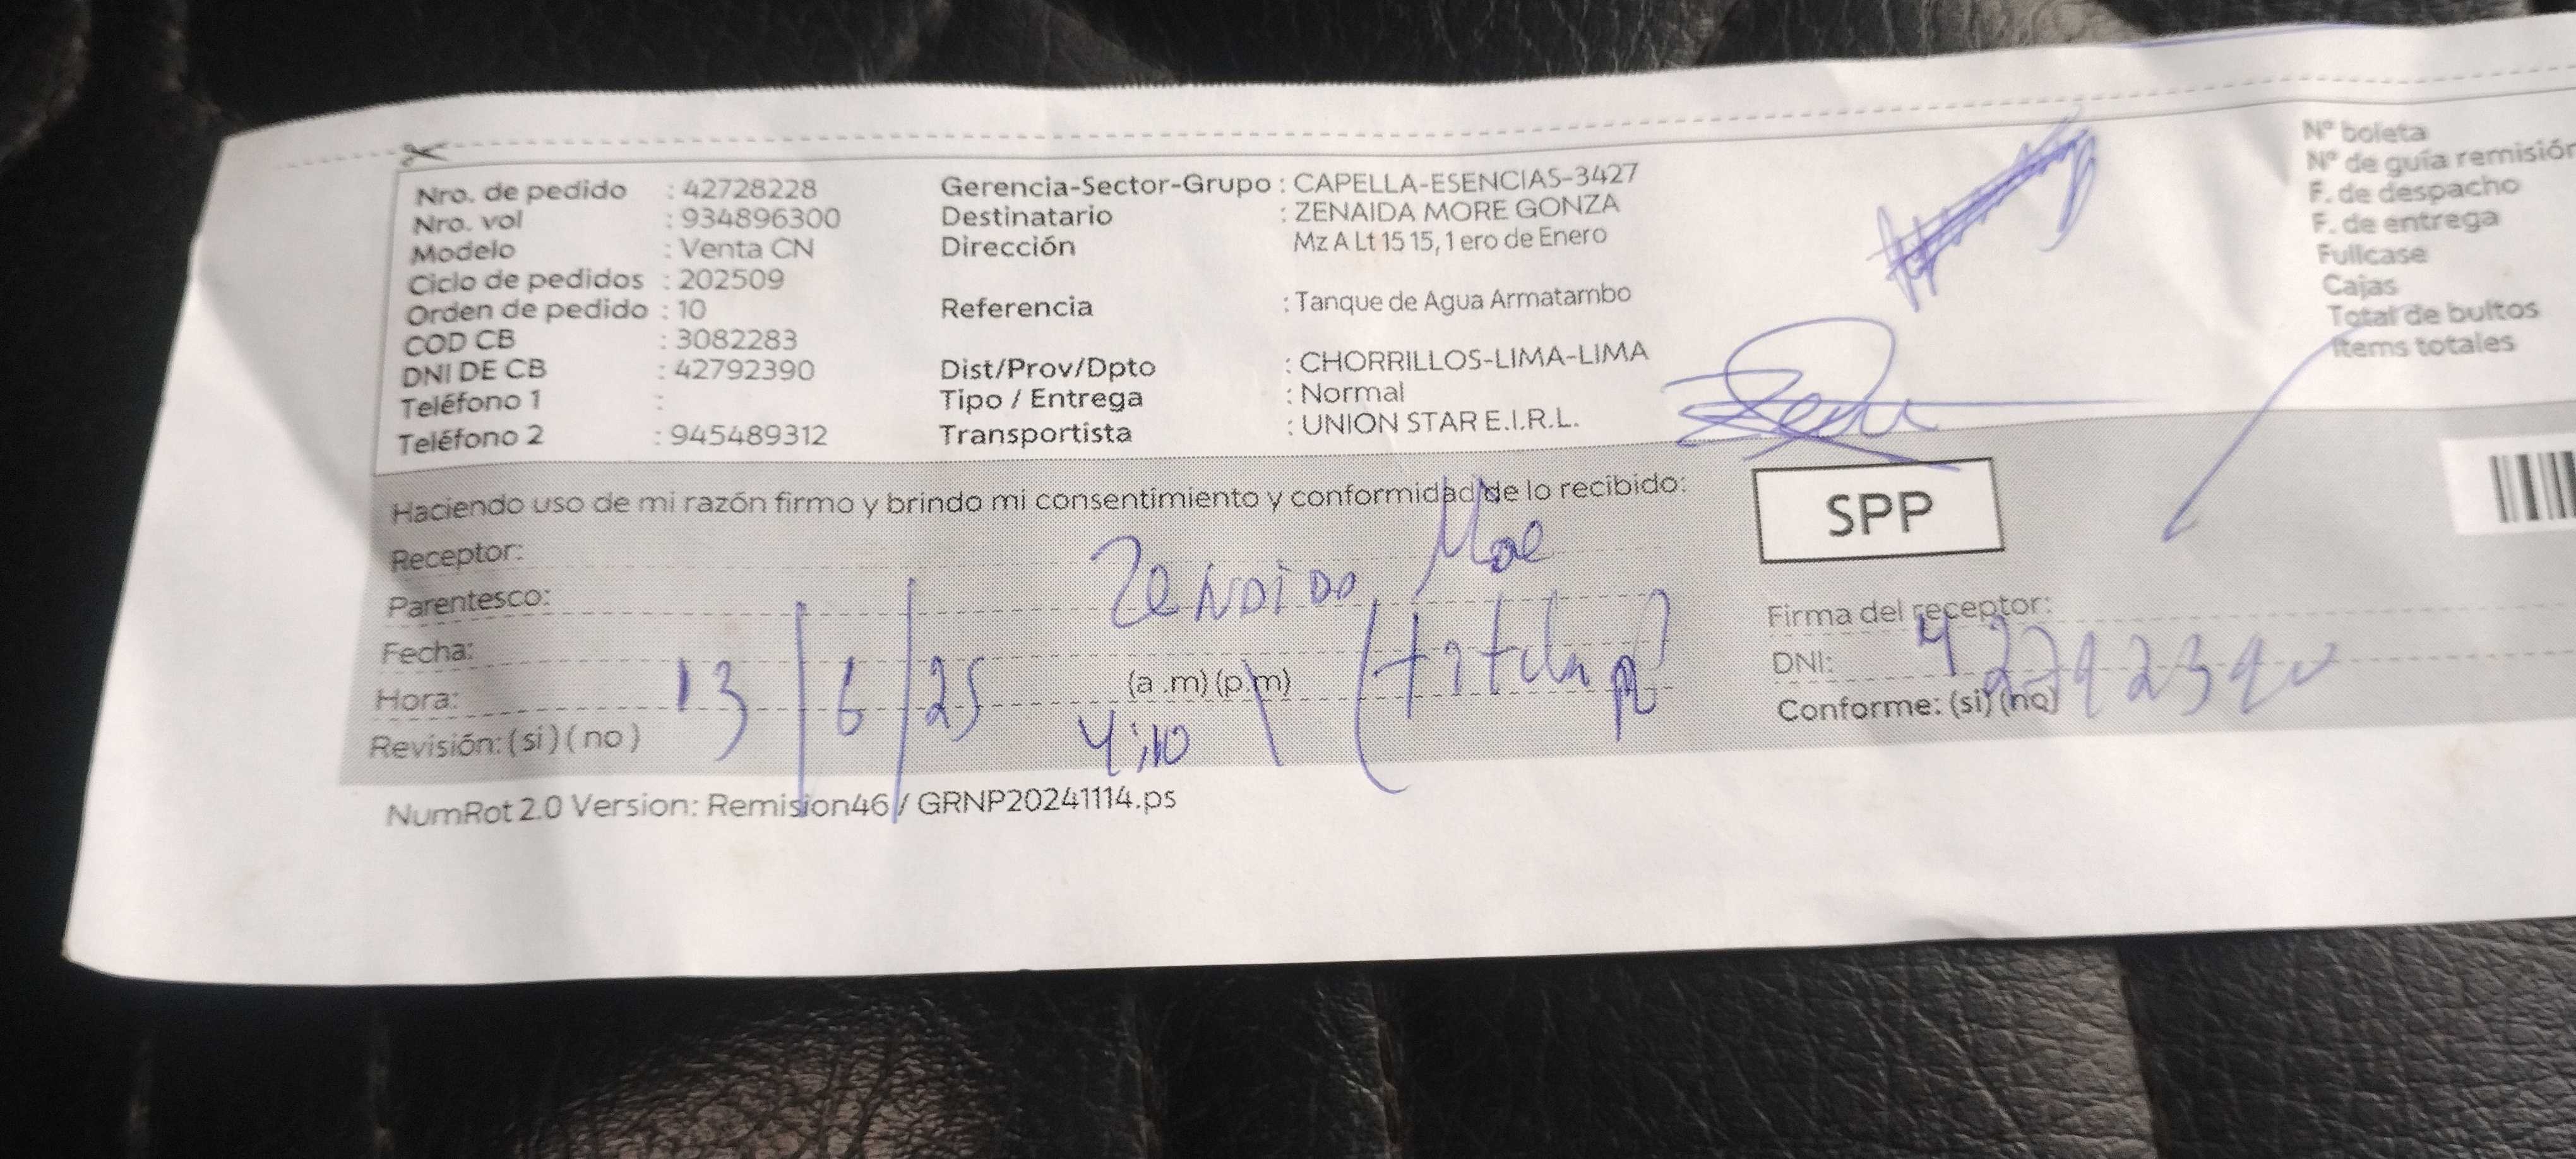 Nro. de pedido : 42728228
Nro. vol : 934896300
Modelo : Venta CN
Ciclo de pedidos : 202509
Orden de pedido : 10
COD CB : 3082283
DNI DE CB : 42792390
Teléfono 1 :
Teléfono 2 : 945489312
Gerencia-Sector-Grupo : CAPELLA-ESENCIAS-3427
Destinatario : ZENAIDA MORE GONZA
Dirección Mz A Lt 15 15, 1 ero de Enero
Referencia : Tanque de Agua Armatambo
Dist/Prov/Dpto : CHORRILLOS-LIMA-LIMA
Tipo / Entrega : Normal
Transportista : UNION STAR E.I.R.L.
N° boleta
N° de guía remisión
F. de despacho
F. de entrega
Fullcase
Cajas
Total de bultos
Items totales
Haciendo uso de mi razón firmo y brindo mi consentimiento y conformidad de lo recibido:
SPP
Receptor:
Parentesco:
Fecha:
Hora: (a .m) (p.m)
Revisión: (si) ( no )
13/6/25
4:10
Firma del receptor:
DNI: 42792390
Conforme: (si) (no)
NumRot 2.0 Version: Remision46 / GRNP20241114.ps